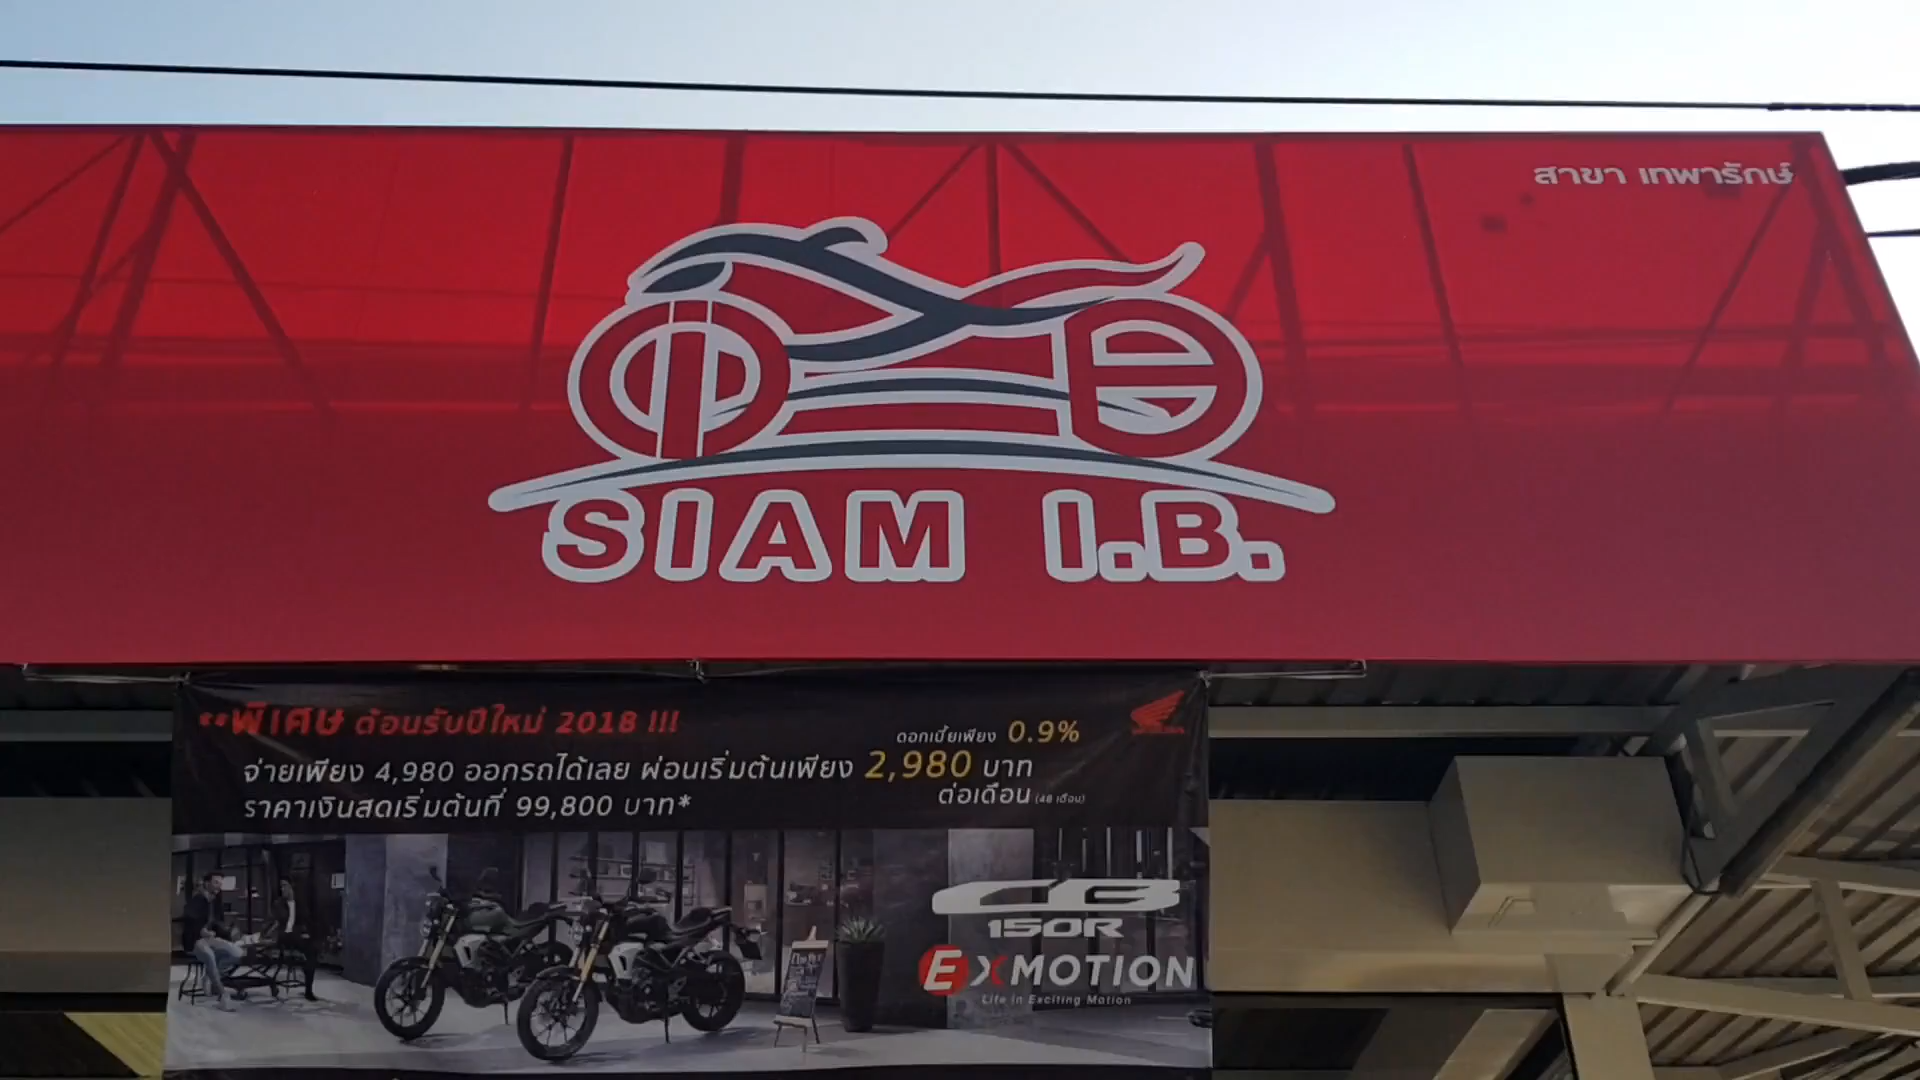 สาขา เทพารักษ์
SIAM I.B.
"พิเศษ ต้อนรับปีใหม่ 2018 !!!
ดอกเบี้ยเพียง 0.9%
HONDA
จ่ายเพียง 4,980 ออกรถได้เลย ผ่อนเริ่มต้นเพียง 2,980 บาท
ต่อเดือน (48 เดือน)
ราคาเงินสดเริ่มต้นที่ 99,800 บาท*
CB
150R
EXMOTION
Life in Exciting Motion